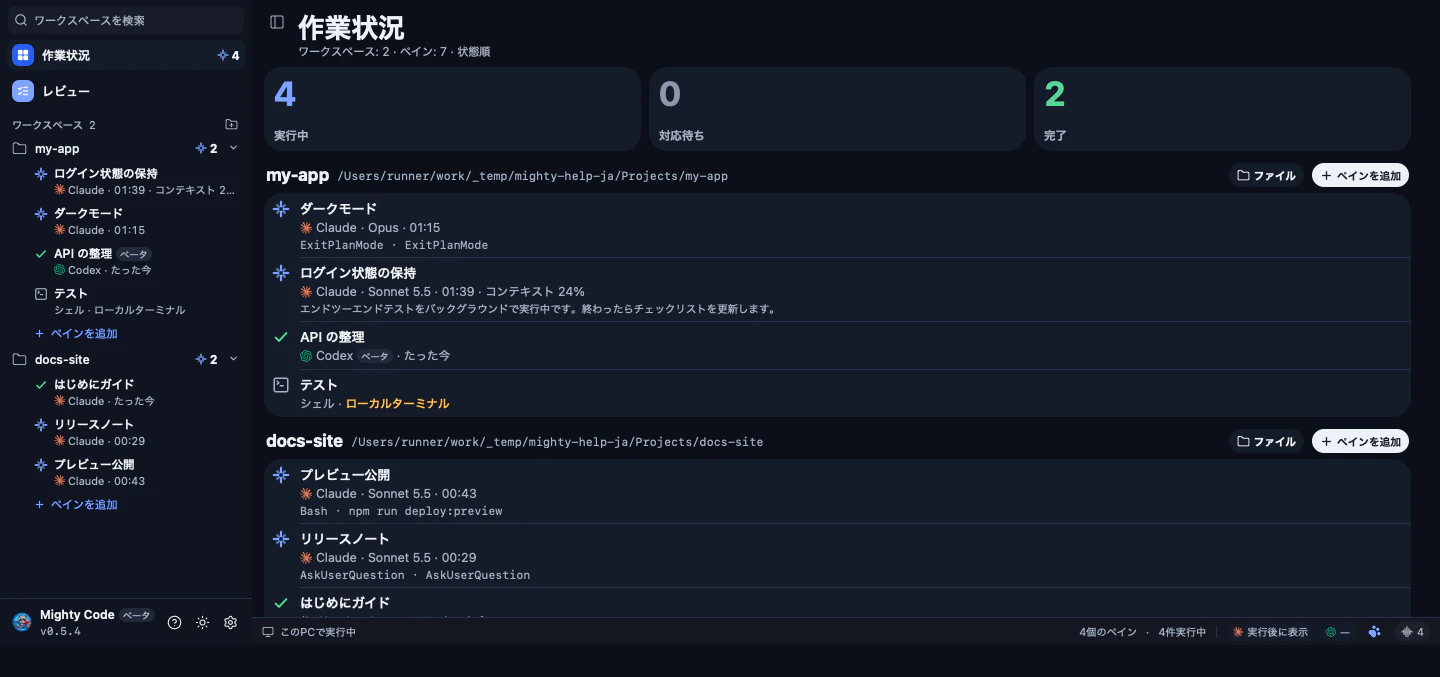 ワークスペースを検索
作業状況 4
レビュー
ワークスペース 2
my-app 2
ログイン状態の保持
Claude · 01:39 · コンテキスト 2...
ダークモード
Claude · 01:15
API の整理 ベータ
Codex · たった今
テスト
シェル · ローカルターミナル
+ ペインを追加
docs-site 2
はじめにガイド
Claude · たった今
リリースノート
Claude · 00:29
プレビュー公開
Claude · 00:43
+ ペインを追加
Mighty Code ベータ
v0.5.4
作業状況
ワークスペース: 2 · ペイン: 7 · 状態順
4
実行中
0
対応待ち
2
完了
my-app /Users/runner/work/_temp/mighty-help-ja/Projects/my-app
ファイル
+ ペインを追加
ダークモード
Claude · Opus · 01:15
ExitPlanMode · ExitPlanMode
ログイン状態の保持
Claude · Sonnet 5.5 · 01:39 · コンテキスト 24%
エンドツーエンドテストをバックグラウンドで実行中です。終わったらチェックリストを更新します。
API の整理
Codex ベータ · たった今
テスト
シェル · ローカルターミナル
docs-site /Users/runner/work/_temp/mighty-help-ja/Projects/docs-site
ファイル
+ ペインを追加
プレビュー公開
Claude · Sonnet 5.5 · 00:43
Bash · npm run deploy:preview
リリースノート
Claude · Sonnet 5.5 · 00:29
AskUserQuestion · AskUserQuestion
はじめにガイド
このPCで実行中
4個のペイン · 4件実行中
実行後に表示
—
4